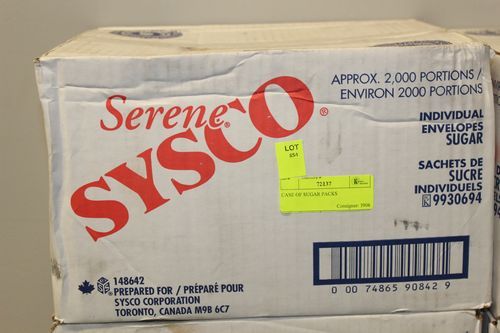 Serene®
SYSCO®
APPROX. 2,000 PORTIONS /
ENVIRON 2000 PORTIONS
INDIVIDUAL
ENVELOPES
SUGAR
SACHETS DE
SUCRE
INDIVIDUELS
9930694
LOT
72137
CASE OF SUGAR PACKS
Consignor: 3906
148642
PREPARED FOR / PRÉPARÉ POUR
SYSCO CORPORATION
TORONTO, CANADA M9B 6C7
0 00 74865 90842 9